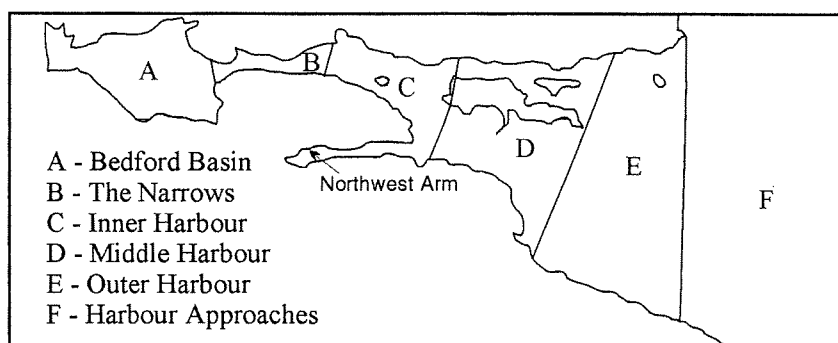 A
B
C
D
E
F
Northwest Arm
A - Bedford Basin
B - The Narrows
C - Inner Harbour
D - Middle Harbour
E - Outer Harbour
F - Harbour Approaches